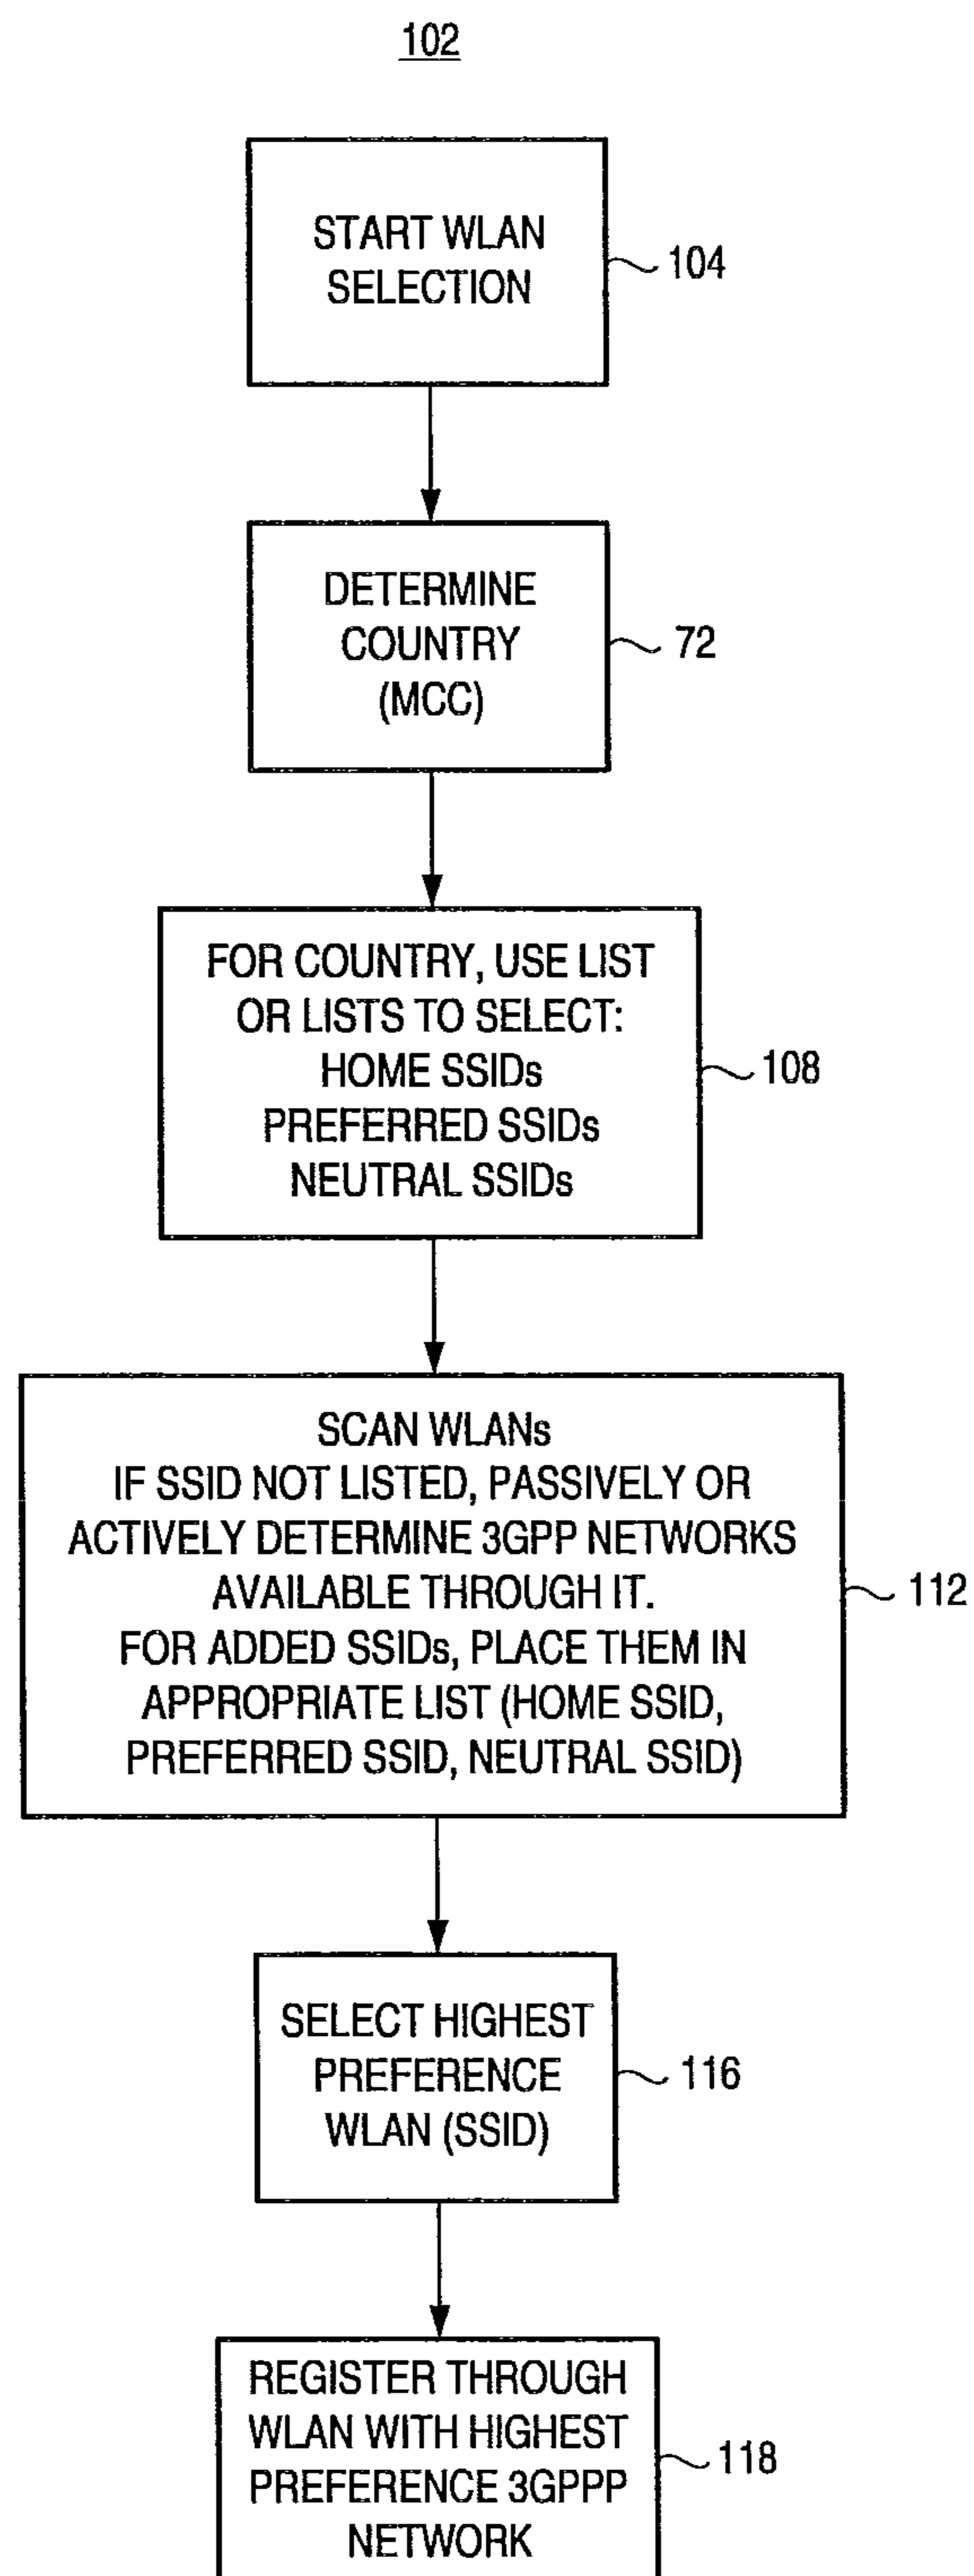 102
START WLAN
SELECTION
104
DETERMINE
COUNTRY
(MCC)
72
FOR COUNTRY, USE LIST
OR LISTS TO SELECT:
HOME SSIDs
PREFERRED SSIDs
NEUTRAL SSIDs
108
SCAN WLANs
IF SSID NOT LISTED, PASSIVELY OR
ACTIVELY DETERMINE 3GPP NETWORKS
AVAILABLE THROUGH IT.
FOR ADDED SSIDs, PLACE THEM IN
APPROPRIATE LIST (HOME SSID,
PREFERRED SSID, NEUTRAL SSID)
112
SELECT HIGHEST
PREFERENCE
WLAN (SSID)
116
REGISTER THROUGH
WLAN WITH HIGHEST
PREFERENCE 3GPPP
NETWORK
118